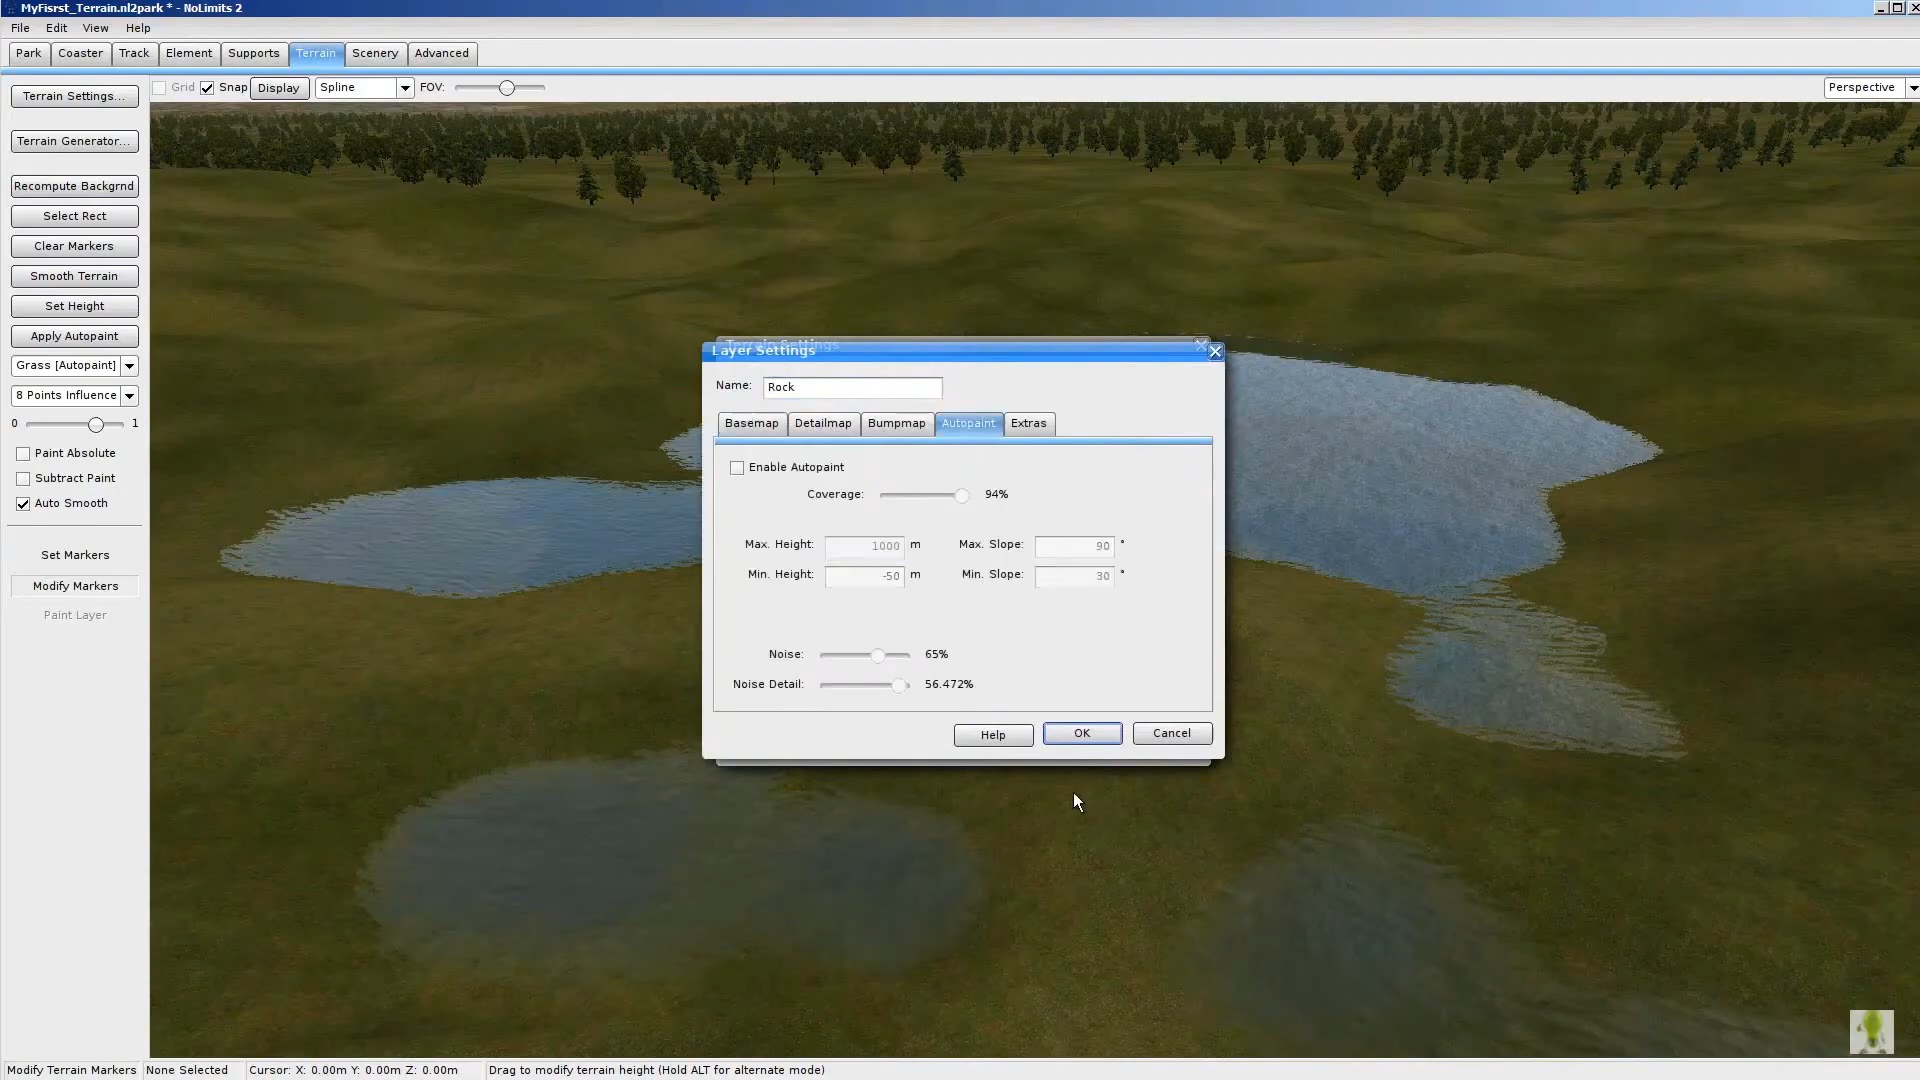 MyFisrst_Terrain.nl2park * - NoLimits 2
File Edit View Help
Park Coaster Track Element Supports Terrain Scenery Advanced
Grid Snap Display Spline FOV: Perspective
Terrain Settings...
Terrain Generator...
Recompute Backgrnd
Select Rect
Clear Markers
Smooth Terrain
Set Height
Apply Autopaint
Grass [Autopaint]
8 Points Influence
0 1
Paint Absolute
Subtract Paint
Auto Smooth
Set Markers
Modify Markers
Paint Layer
Terrain Settings
Layer Settings
Name: Rock
Basemap Detailmap Bumpmap Autopaint Extras
Enable Autopaint
Coverage: 94%
Max. Height: 1000 m Max. Slope: 90 °
Min. Height: -50 m Min. Slope: 30 °
Noise: 65%
Noise Detail: 56.472%
Help OK Cancel
Modify Terrain Markers None Selected Cursor: X: 0.00m Y: 0.00m Z: 0.00m Drag to modify terrain height (Hold ALT for alternate mode)